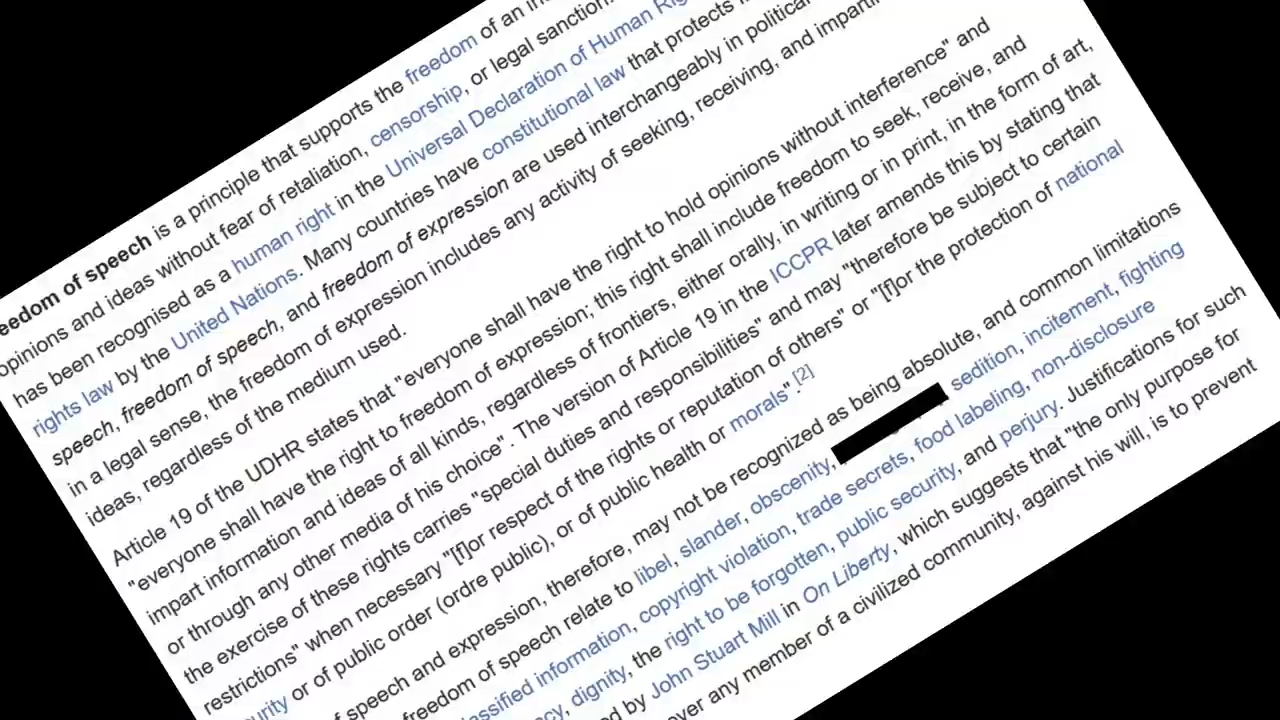 eedom of speech is a principle that supports the freedom of an in
opinions and ideas without fear of retaliation, censorship, or legal sanction.
has been recognised as a human right in the Universal Declaration of Human Rig
rights law by the United Nations. Many countries have constitutional law that protects
speech, freedom of speech, and freedom of expression are used interchangeably in political
in a legal sense, the freedom of expression includes any activity of seeking, receiving, and imparti
ideas, regardless of the medium used.
Article 19 of the UDHR states that "everyone shall have the right to hold opinions without interference" and
"everyone shall have the right to freedom of expression; this right shall include freedom to seek, receive, and
impart information and ideas of all kinds, regardless of frontiers, either orally, in writing or in print, in the form of art,
or through any other media of his choice". The version of Article 19 in the ICCPR later amends this by stating that
the exercise of these rights carries "special duties and responsibilities" and may "therefore be subject to certain
restrictions" when necessary "[f]or respect of the rights or reputation of others" or "[f]or the protection of national
urity or of public order (ordre public), or of public health or morals".[2]
f speech and expression, therefore, may not be recognized as being absolute, and common limitations
freedom of speech relate to libel, slander, obscenity, sedition, incitement, fighting
lassified information, copyright violation, trade secrets, food labeling, non-disclosure
cy, dignity, the right to be forgotten, public security, and perjury. Justifications for such
ed by John Stuart Mill in On Liberty, which suggests that "the only purpose for
over any member of a civilized community, against his will, is to prevent